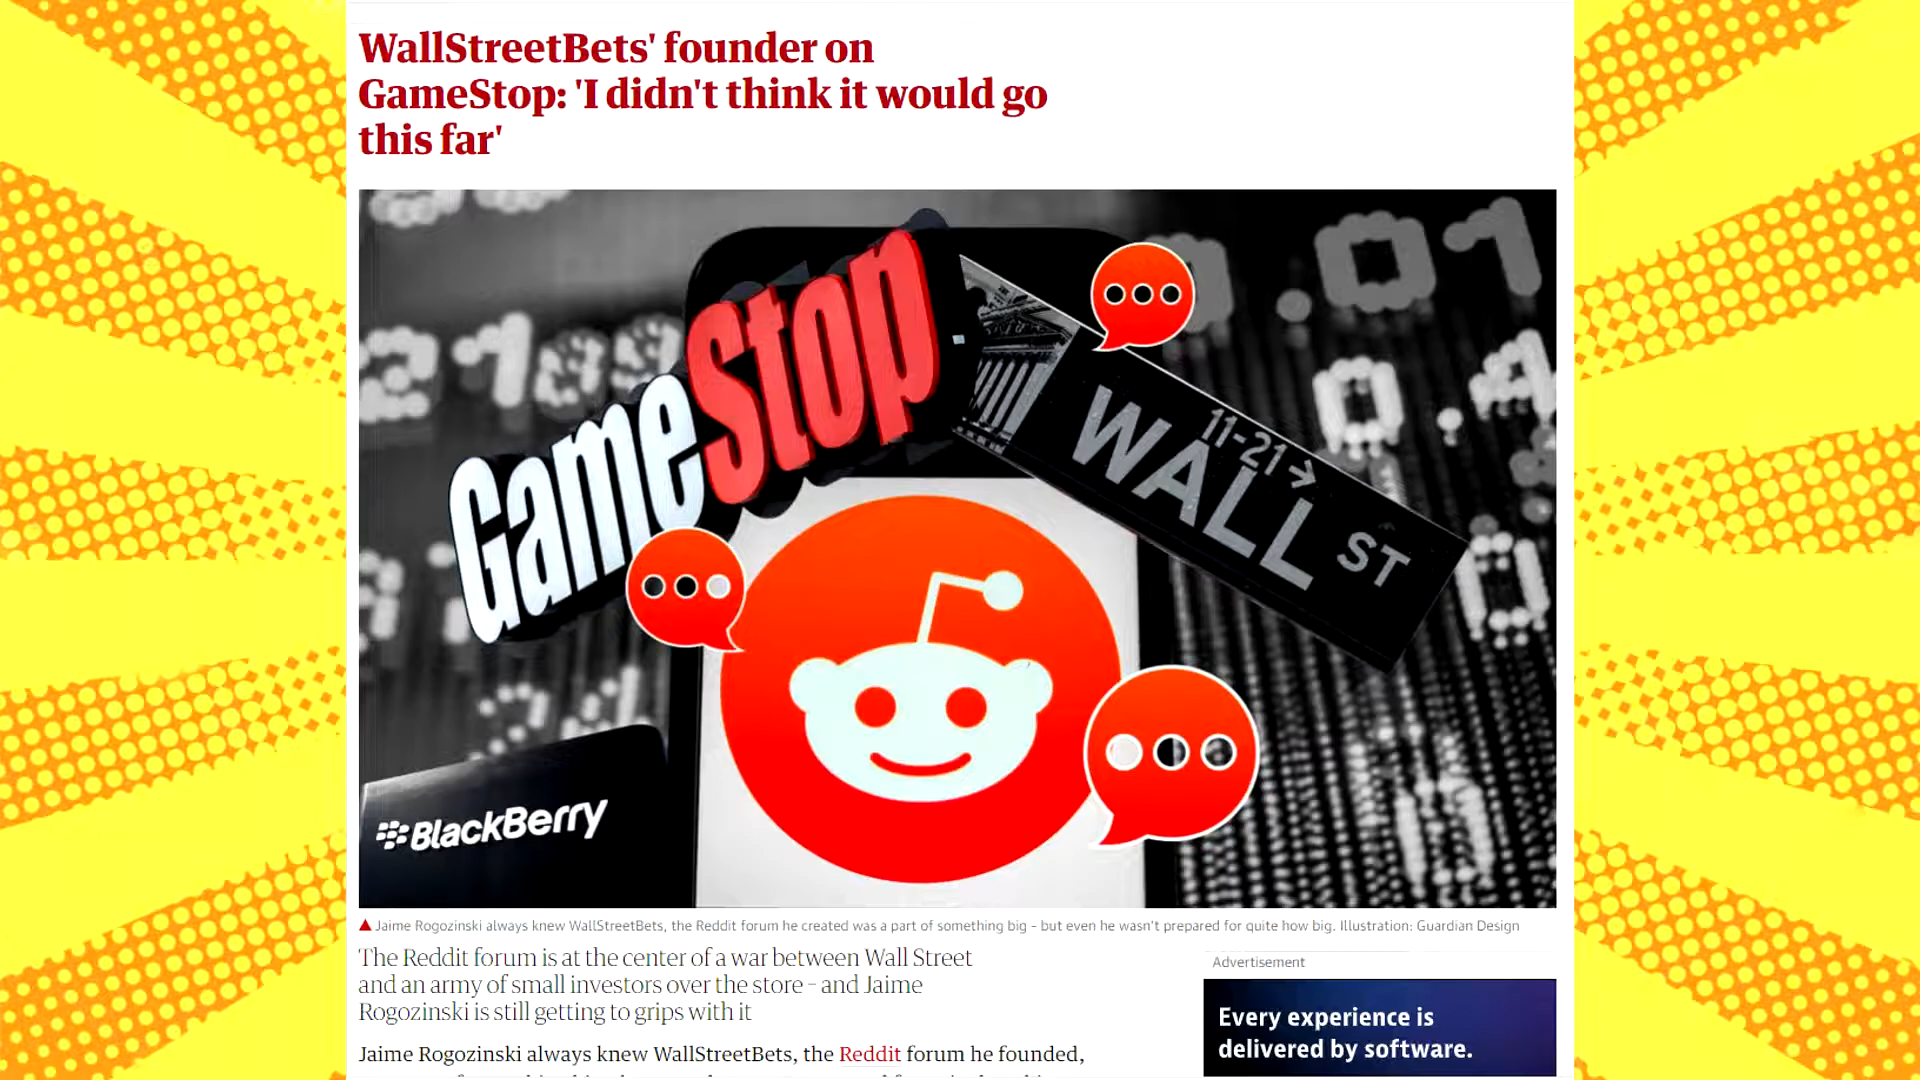 WallStreetBets' founder on
GameStop: 'I didn't think it would go
this far'
GameStop
11-21→
WALL ST
BlackBerry
Jaime Rogozinski always knew WallStreetBets, the Reddit forum he created was a part of something big – but even he wasn't prepared for quite how big. Illustration: Guardian Design
The Reddit forum is at the center of a war between Wall Street
and an army of small investors over the store – and Jaime
Rogozinski is still getting to grips with it
Advertisement
Every experience is
delivered by software.
Jaime Rogozinski always knew WallStreetBets, the Reddit forum he founded,